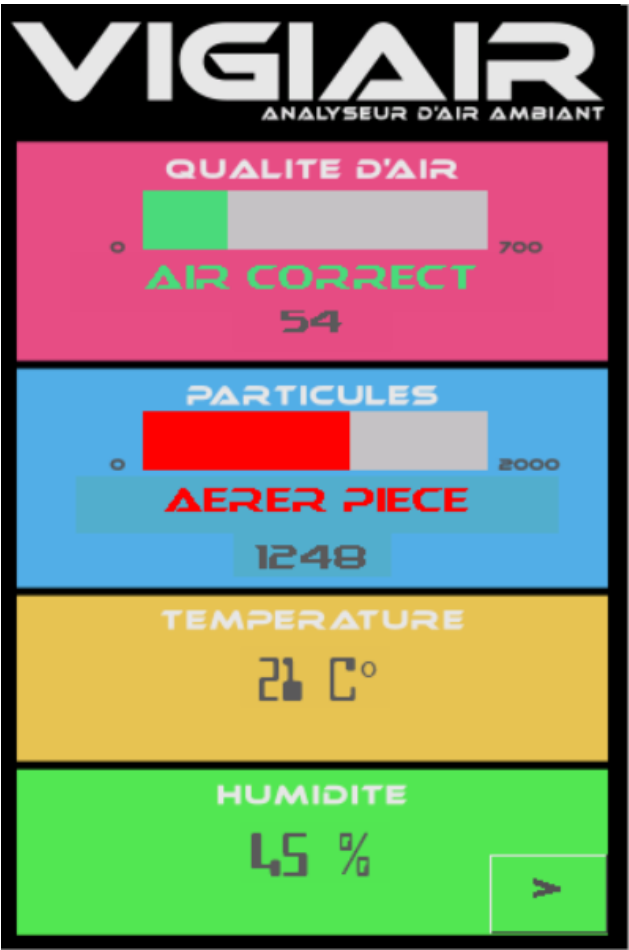 VIGIAIR
ANALYSEUR D'AIR AMBIANT
QUALITE D'AIR
0 700
AIR CORRECT
54
PARTICULES
0 2000
AERER PIECE
1248
TEMPERATURE
21 C°
HUMIDITE
45 %
>